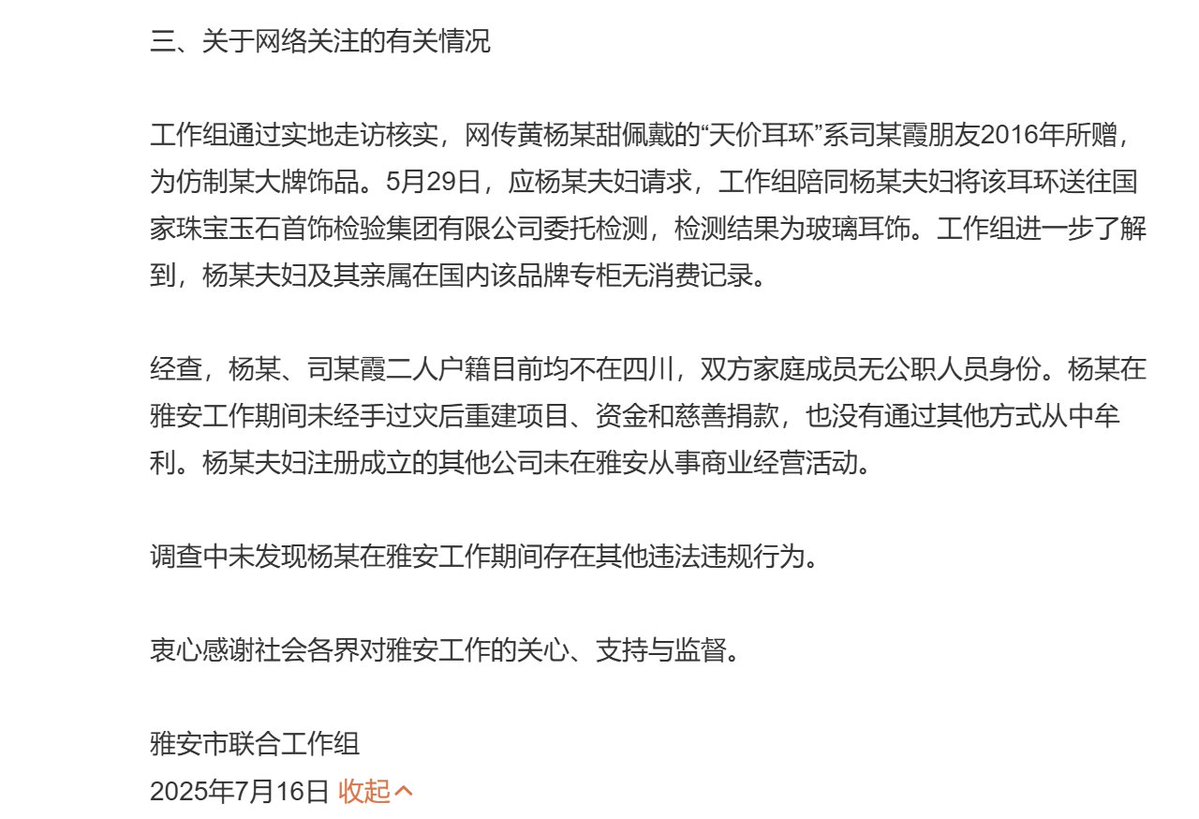 三、关于网络关注的有关情况
工作组通过实地走访核实，网传黄杨某甜佩戴的“天价耳环”系司某霞朋友2016年所赠，
为仿制某大牌饰品。5月29日，应杨某夫妇请求，工作组陪同杨某夫妇将该耳环送往国
家珠宝玉石首饰检验集团有限公司委托检测，检测结果为玻璃耳饰。工作组进一步了解
到，杨某夫妇及其亲属在国内该品牌专柜无消费记录。
经查，杨某、司某霞二人户籍目前均不在四川，双方家庭成员无公职人员身份。杨某在
雅安工作期间未经手过灾后重建项目、资金和慈善捐款，也没有通过其他方式从中牟
利。杨某夫妇注册成立的其他公司未在雅安从事商业经营活动。
调查中未发现杨某在雅安工作期间存在其他违法违规行为。
衷心感谢社会各界对雅安工作的关心、支持与监督。
雅安市联合工作组
2025年7月16日 收起